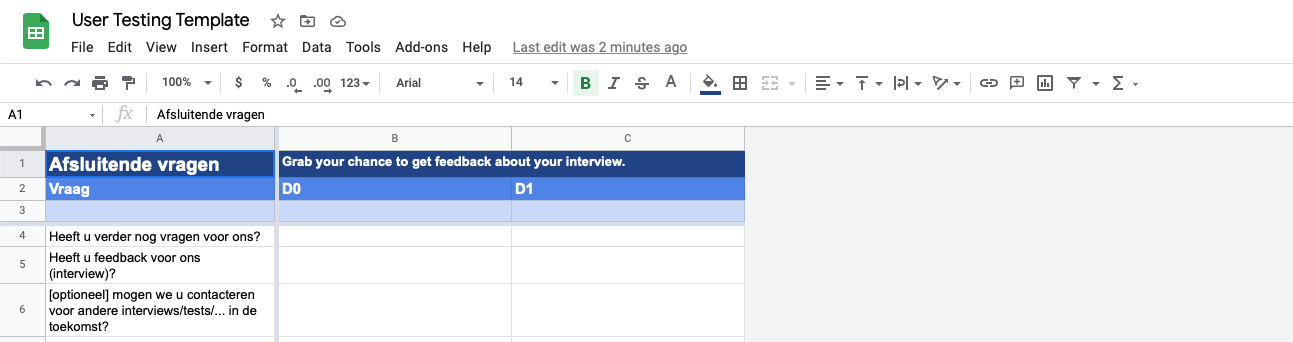 User Testing Template
File Edit View Insert Format Data Tools Add-ons Help Last edit was 2 minutes ago
100% $ % .0 .00 123 Arial 14 B I S A Σ
A1 fx Afsluitende vragen
A B C
1 Afsluitende vragen Grab your chance to get feedback about your interview.
2 Vraag D0 D1
3
4 Heeft u verder nog vragen voor ons?
5 Heeft u feedback voor ons
(interview)?
6 [optioneel] mogen we u contacteren
voor andere interviews/tests/... in de
toekomst?